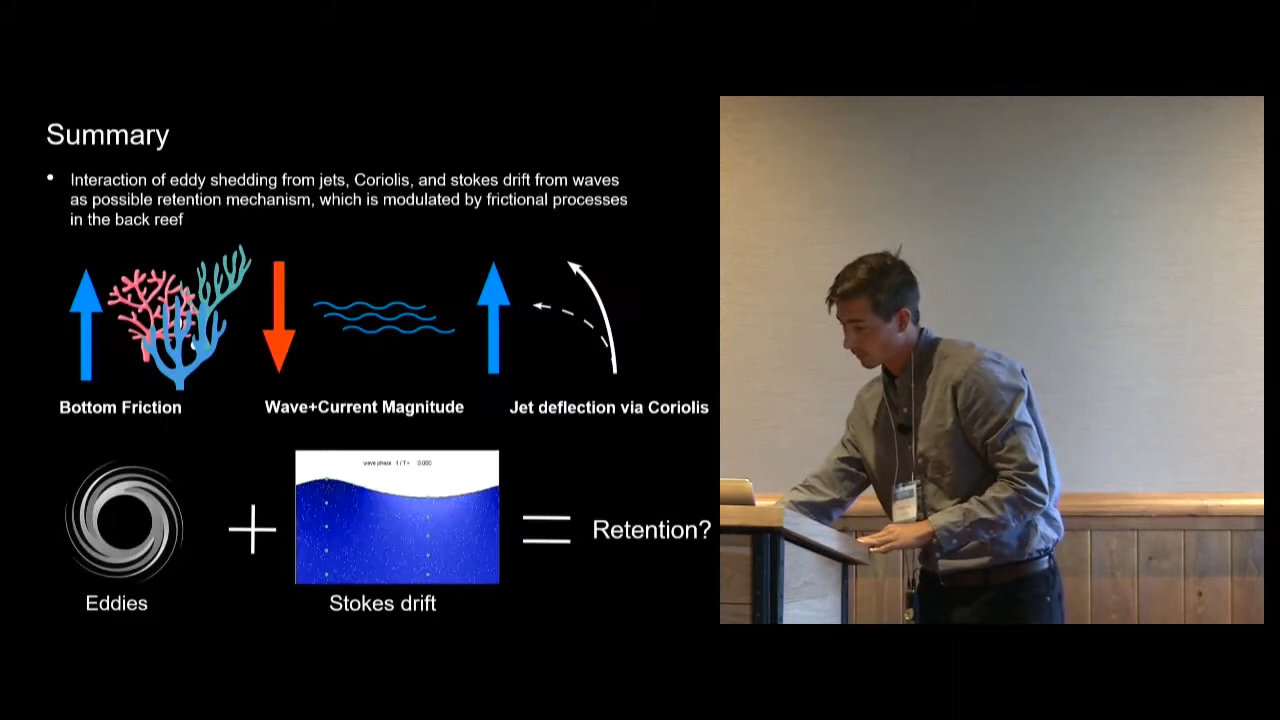 Summary
• Interaction of eddy shedding from jets, Coriolis, and stokes drift from waves
as possible retention mechanism, which is modulated by frictional processes
in the back reef
Bottom Friction
Wave+Current Magnitude
Jet deflection via Coriolis
wave phase t / T = 0.000
Retention?
Eddies
Stokes drift